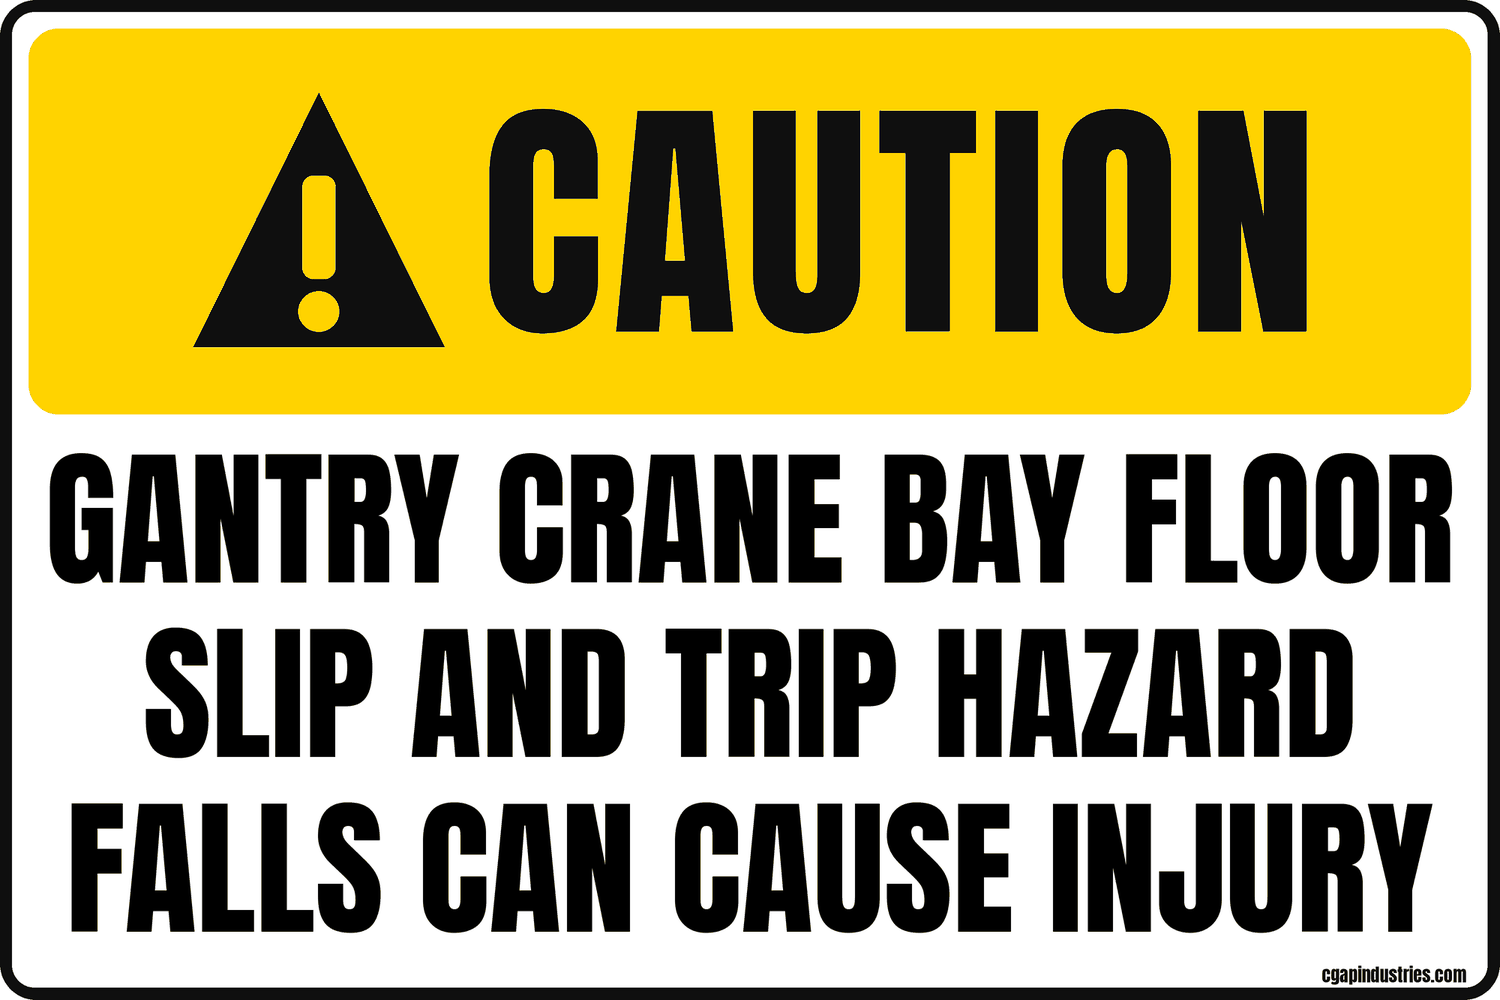 CAUTION
GANTRY CRANE BAY FLOOR
SLIP AND TRIP HAZARD
FALLS CAN CAUSE INJURY
cgapindustries.com